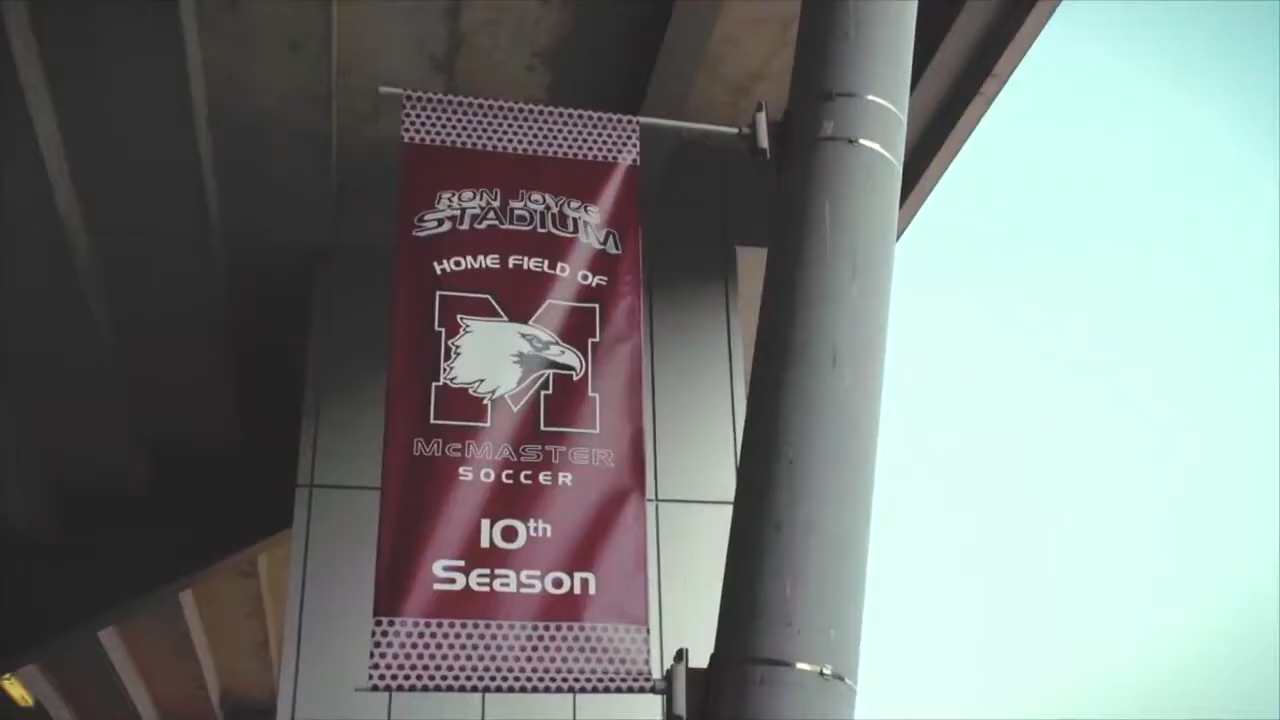 RON JOYCE
STADIUM
HOME FIELD OF
M
McMASTER
SOCCER
10th
Season